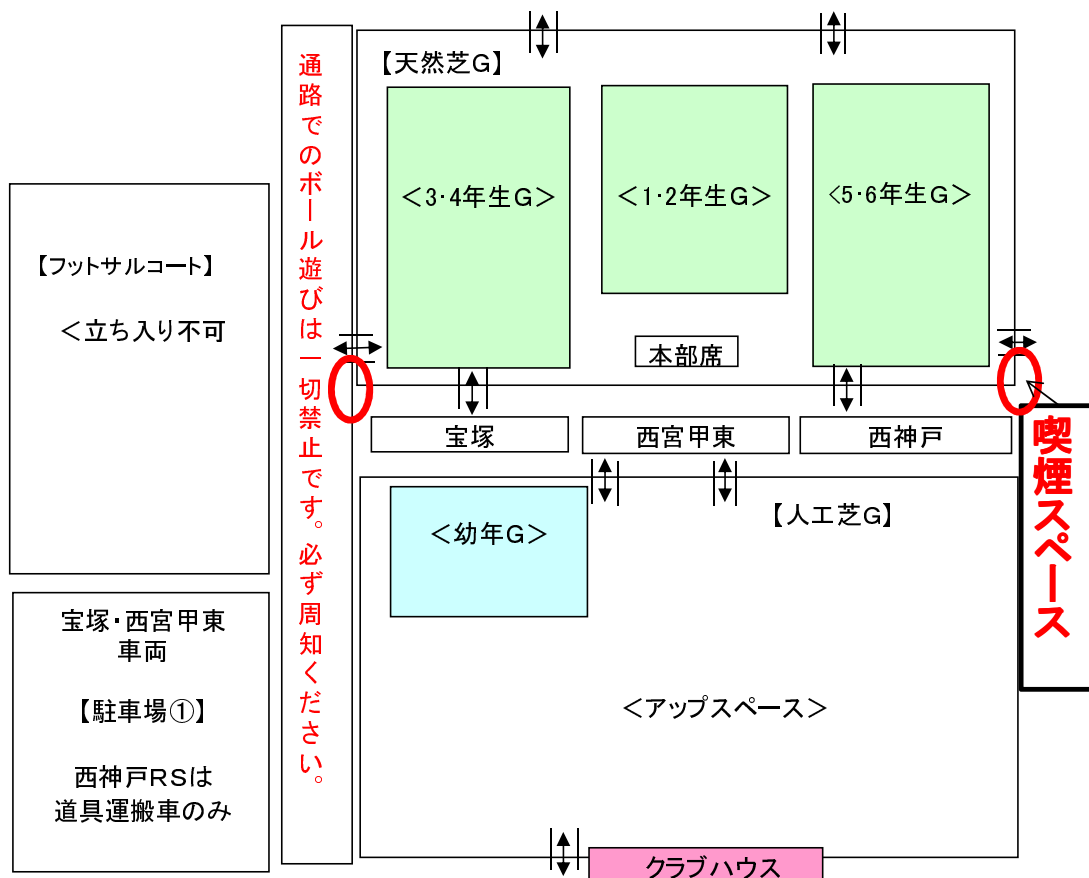 通路でのボール遊びは一切禁止です。必ず周知ください。
【天然芝G】
＜3・4年生G＞
＜1・2年生G＞
＜5・6年生G＞
【フットサルコート】
＜立ち入り不可
本部席
宝塚
西宮甲東
西神戸
喫煙スペース
【人工芝G】
＜幼年G＞
宝塚・西宮甲東
車両
【駐車場①】
西神戸RSは
道具運搬車のみ
＜アップスペース＞
クラブハウス